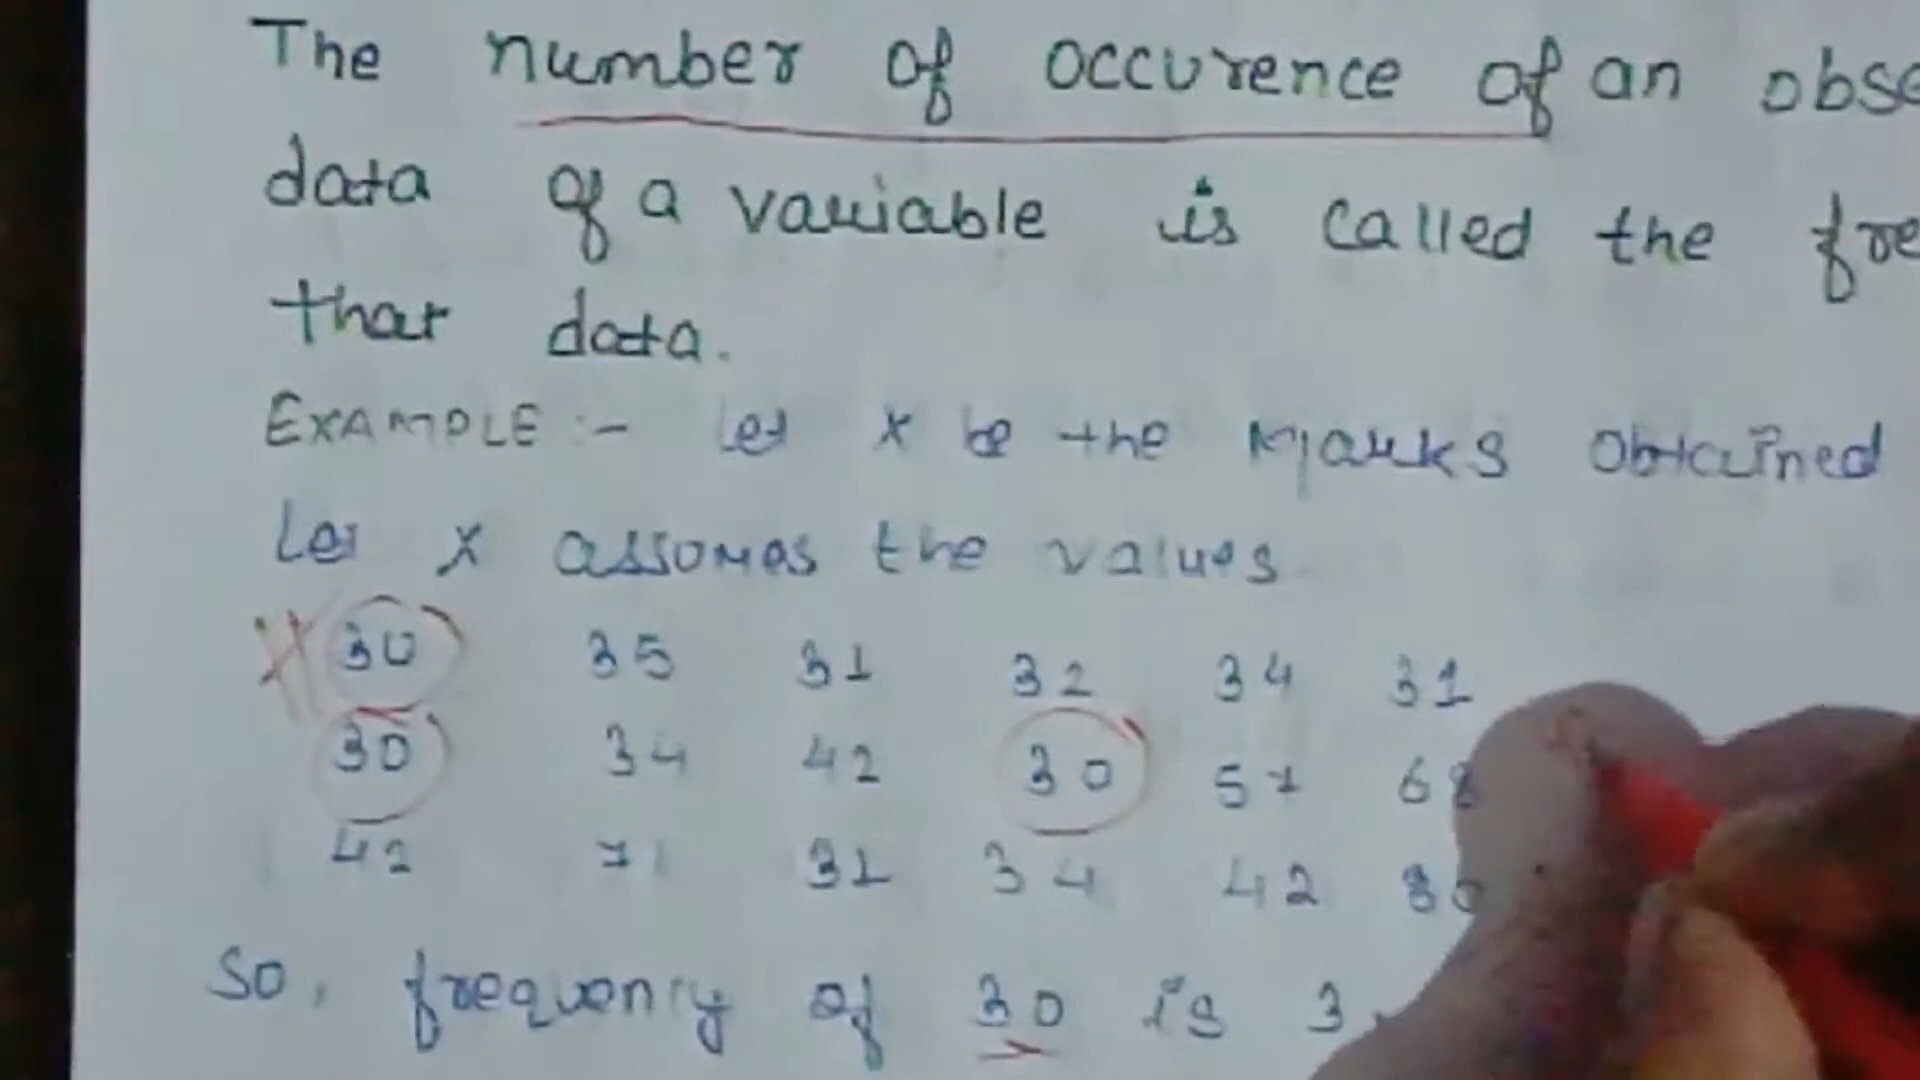 The number of occurence of an obse
data of a variable is called the fre
that data.
EXAMPLE :- Let x be the Marks obtained
Let x assumes the values
30 35 31 32 34 31
30 34 42 30 57 68
42 71 31 34 42 30
So, frequency of 30 is 3.